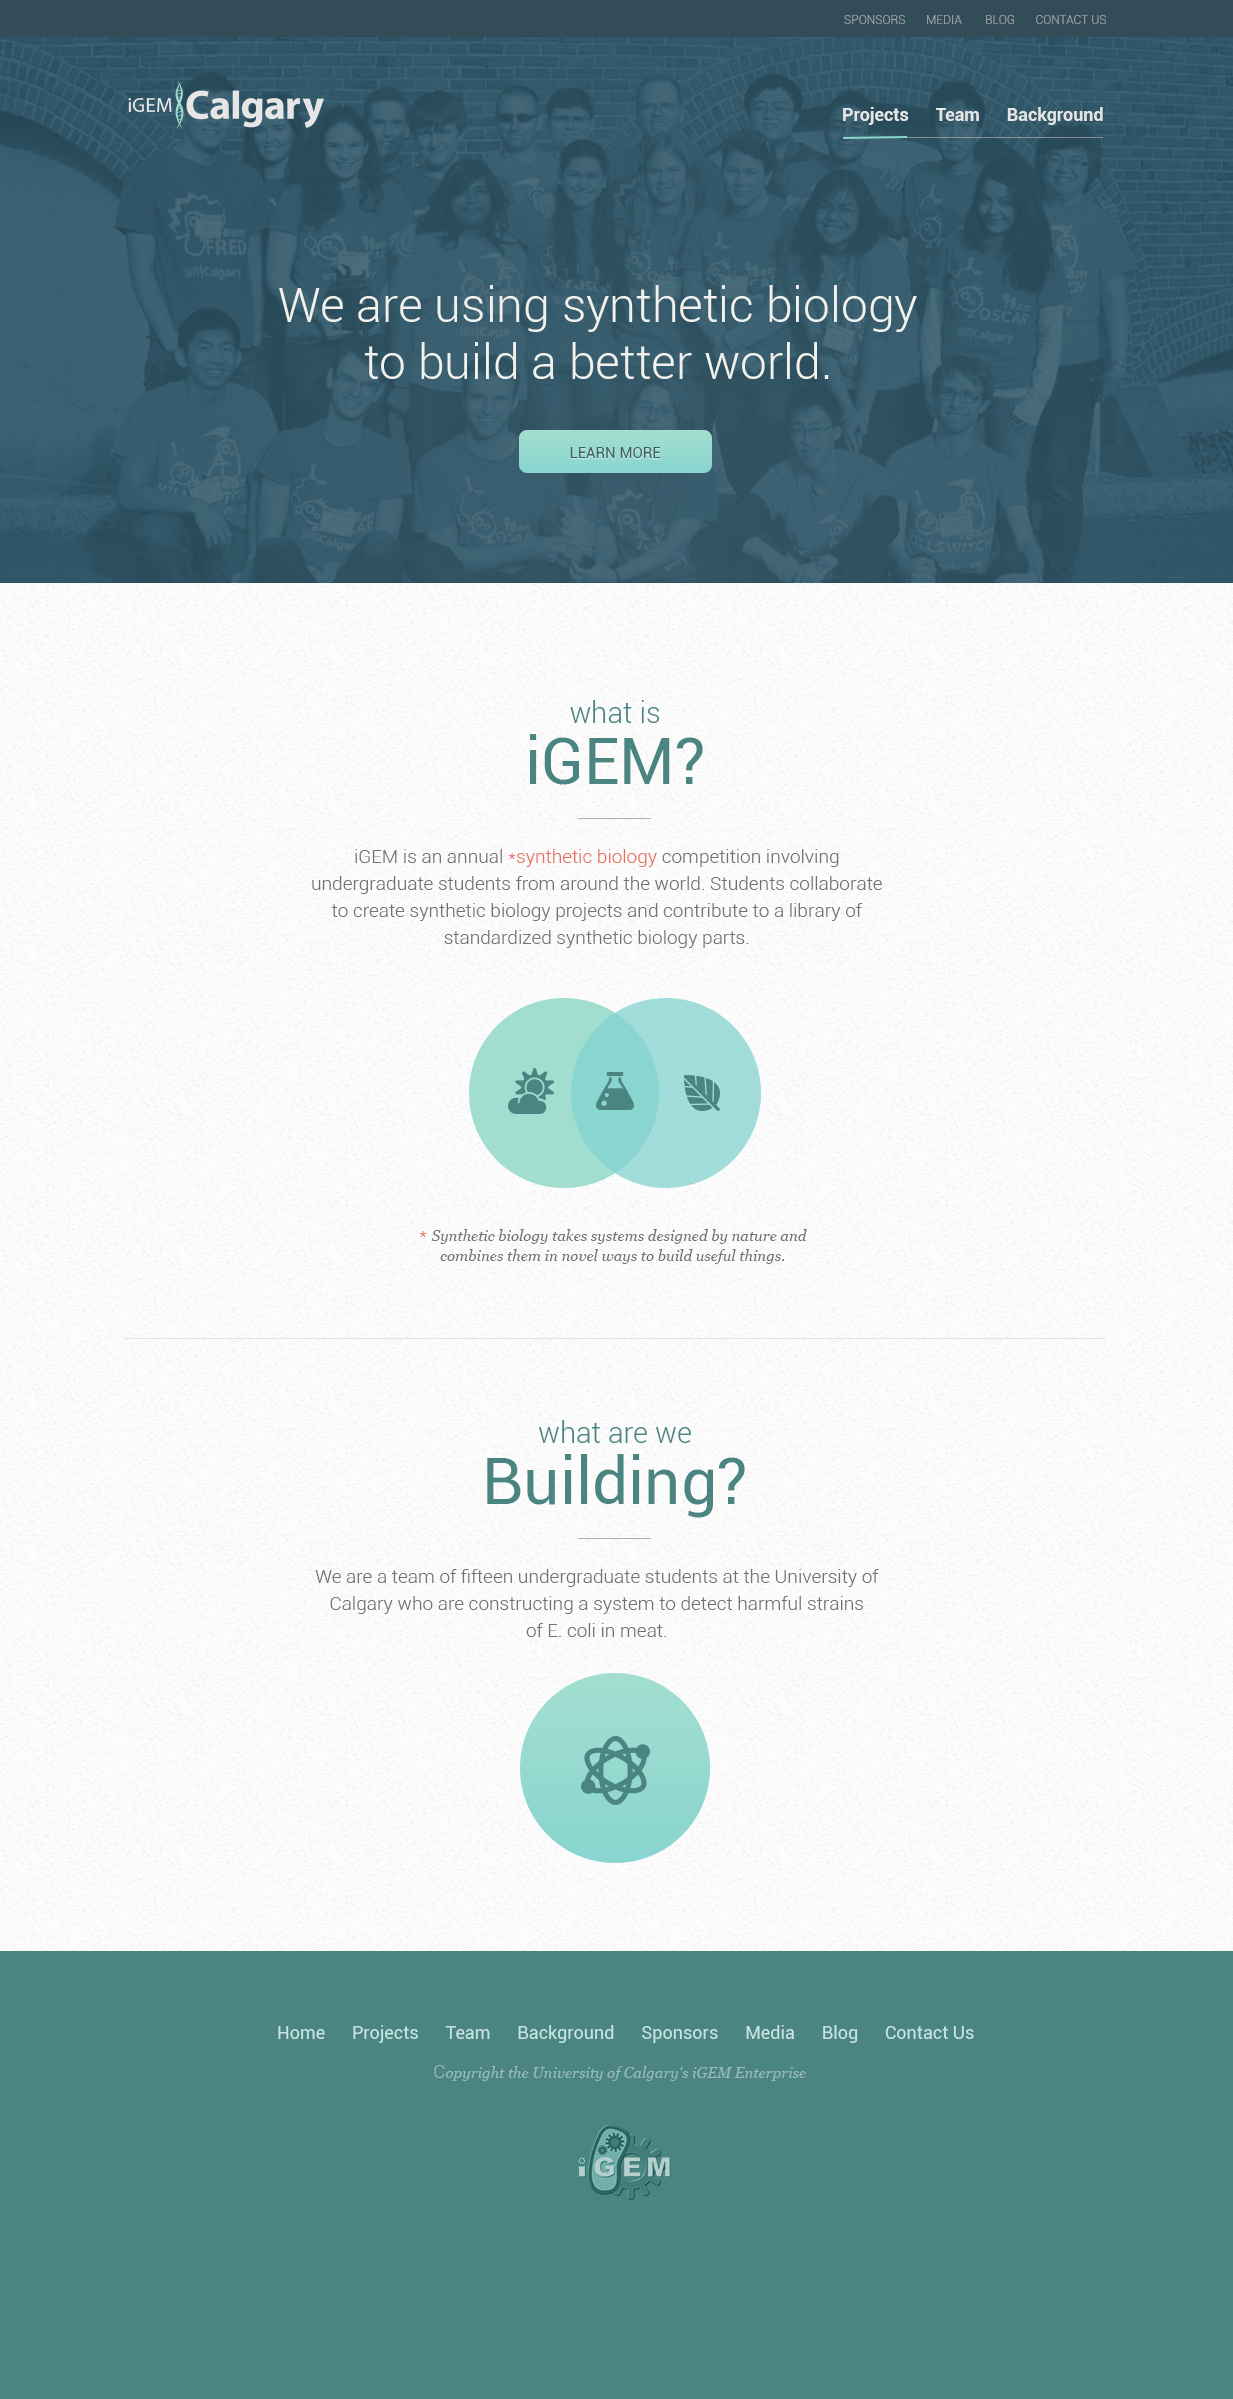 SPONSORS MEDIA BLOG CONTACT US
iGEM Calgary
Projects Team Background
team FRED
We are using synthetic biology
to build a better world.
LEARN MORE
what is
iGEM?
iGEM is an annual *synthetic biology competition involving
undergraduate students from around the world. Students collaborate
to create synthetic biology projects and contribute to a library of
standardized synthetic biology parts.
* Synthetic biology takes systems designed by nature and
combines them in novel ways to build useful things.
what are we
Building?
We are a team of fifteen undergraduate students at the University of
Calgary who are constructing a system to detect harmful strains
of E. coli in meat.
Home Projects Team Background Sponsors Media Blog Contact Us
Copyright the University of Calgary's iGEM Enterprise
iGEM